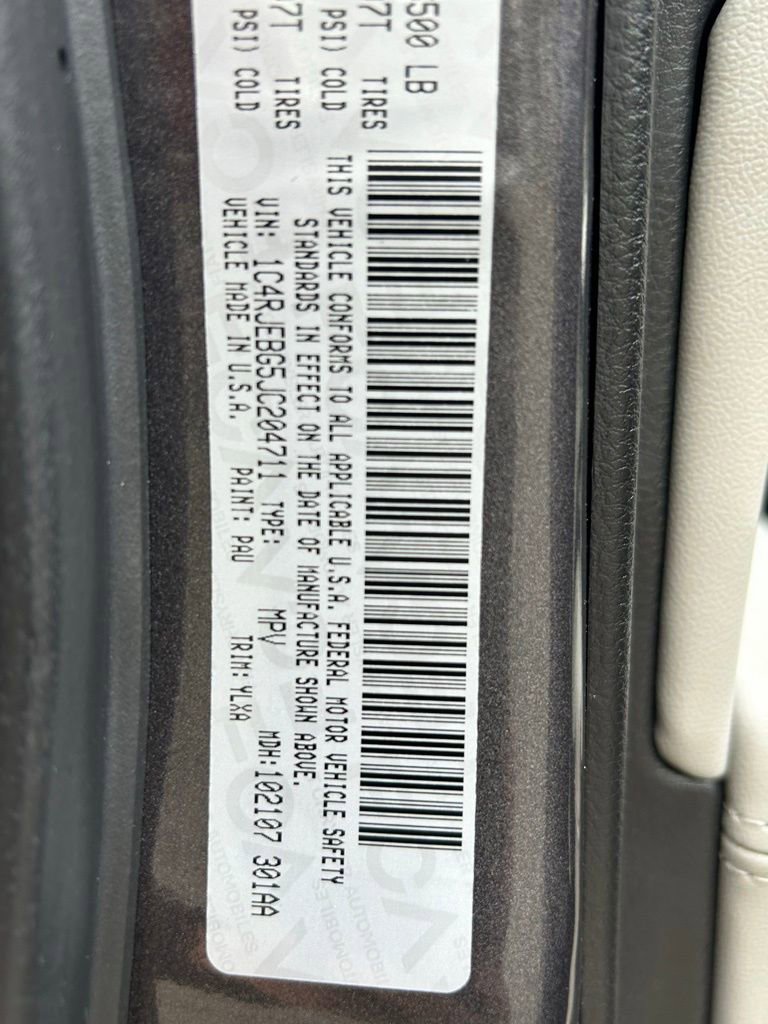 500 LB
7T TIRES
PSI) COLD
7T TIRES
PSI) COLD
THIS VEHICLE CONFORMS TO ALL APPLICABLE U.S.A. FEDERAL MOTOR VEHICLE SAFETY
STANDARDS IN EFFECT ON THE DATE OF MANUFACTURE SHOWN ABOVE.
VIN: 1C4RJEBG5JC204711 TYPE: MPV MDH:102107 301AA
VEHICLE MADE IN U.S.A. PAINT: PAU TRIM: YLXA